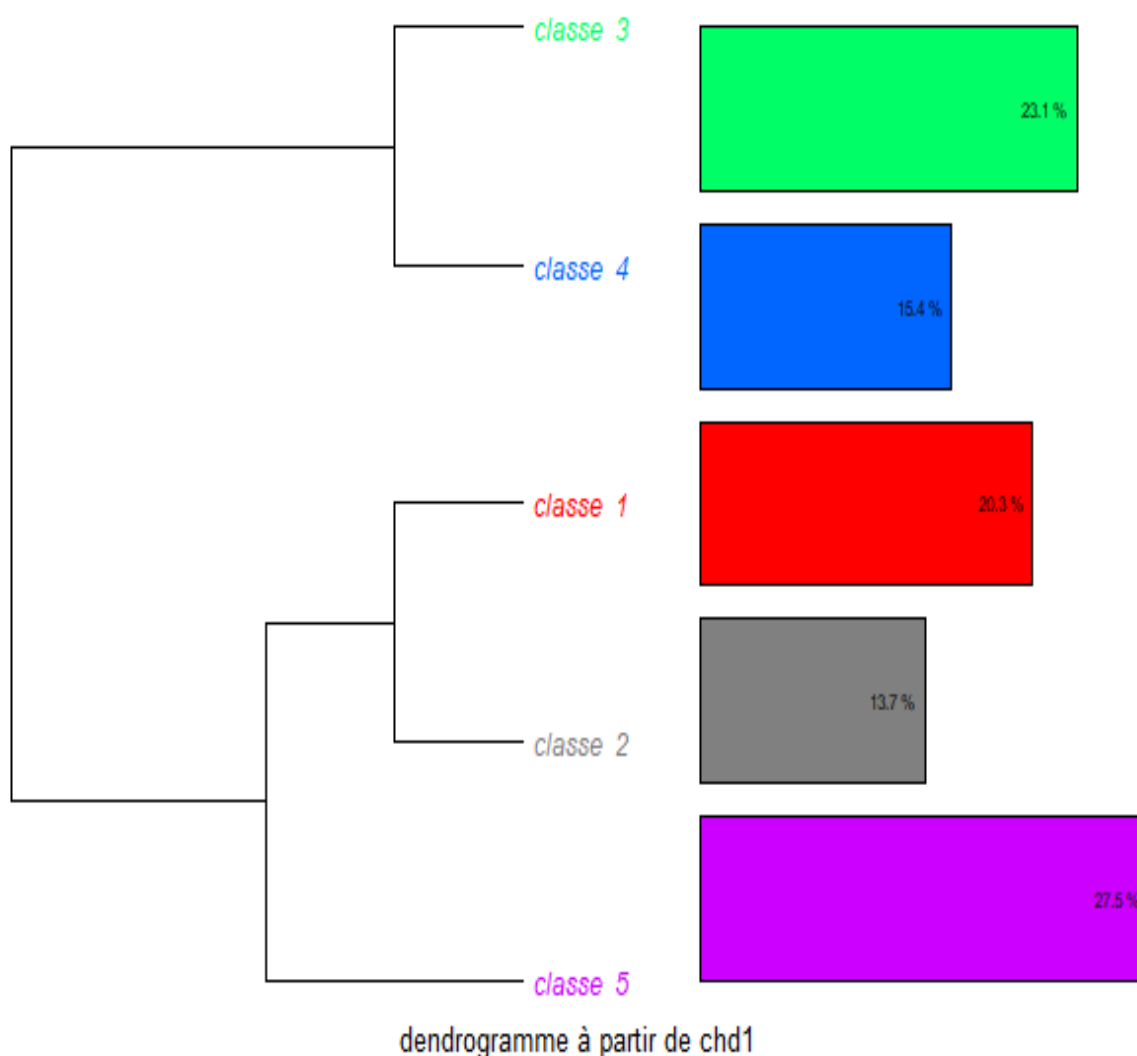 classe 3
23.1 %
classe 4
15.4 %
classe 1
20.3 %
classe 2
13.7 %
27.5 %
classe 5
dendrogramme à partir de chd1